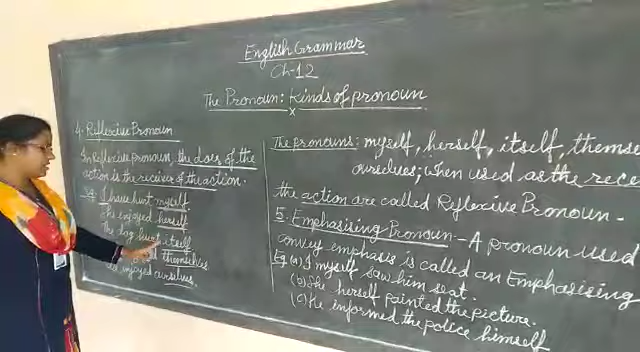 English Grammar
Ch-12
The Pronoun: Kinds of pronoun
x
4. Reflexive Pronoun
In Reflexive pronoun, the doer of the
action is the receiver of the action.
Eg I have hurt myself
She enjoyed herself
The dog hurt itself
themselves
enjoyed ourselves.
The pronouns: myself, herself, itself, themse
ourselves; when used as the rece
the action are called Reflexive Pronoun-
5. Emphasising Pronoun - A pronoun used
convey emphasis is called an Emphasising
Eg (a) I myself saw him seat.
(b) She herself painted the picture.
(c) He informed the police himself